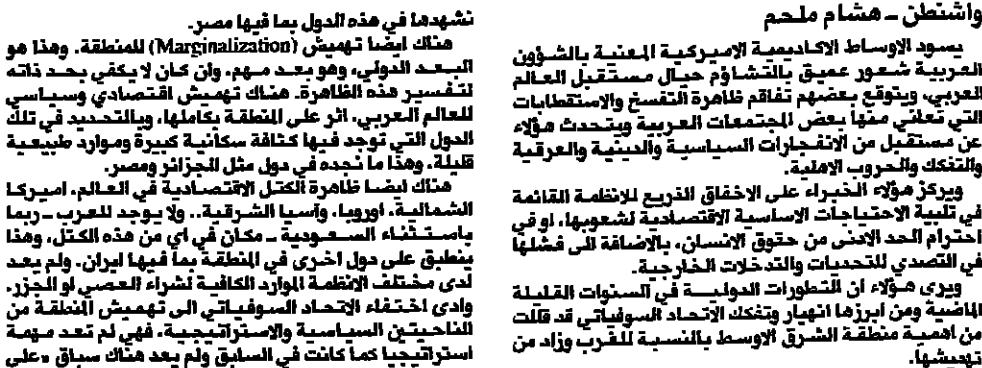 واشنطن – هشام ملحم
يسود الاوساط الاكاديمية الاميركية المعنية بالشؤون
العربية شعور عميق بالتشاؤم حيال مستقبل العالم
العربي، ويتوقع بعضهم تفاقم ظاهرة التفسخ والاستقطابات
التي تعاني منها بعض المجتمعات العربية ويتحدث هؤلاء
عن مستقبل من الانفجارات السياسية والدينية والعرقية
والتفكك والحروب الاهلية.
ويركز هؤلاء الخبراء على الاخفاق الذريع للانظمة القائمة
في تلبية الاحتياجات الاساسية الاقتصادية لشعوبها، او في
احترام الحد الادنى من حقوق الانسان، بالاضافة الى فشلها
في التصدي للتحديات والتدخلات الخارجية.
ويرى هؤلاء ان التطورات الدولية في السنوات القليلة
الماضية ومن ابرزها انهيار وتفكك الاتحاد السوفياتي قد قللت
من اهمية منطقة الشرق الاوسط بالنسبة للغرب وزاد من
تهميشها.
نشهدها في هذه الدول بما فيها مصر.
هناك ايضا تهميش (Marginalization) للمنطقة. وهذا هو
البعد الدولي، وهو بعد مهم. وان كان لا يكفي بحد ذاته
لتفسير هذه الظاهرة. هناك تهميش اقتصادي وسياسي
للعالم العربي، اثر على المنطقة بكاملها، وبالتحديد في تلك
الدول التي توجد فيها كثافة سكانية كبيرة وموارد طبيعية
قليلة. وهذا ما نجده في دول مثل الجزائر ومصر.
هناك ايضا ظاهرة الكتل الاقتصادية في العالم، اميركا
الشمالية، اوروبا، وآسيا الشرقية.. ولا يوجد للعرب – ربما
باستثناء السعودية – مكان في اي من هذه الكتل، وهذا
ينطبق على دول اخرى في المنطقة بما فيها ايران. ولم يعد
لدى مختلف الانظمة الموارد الكافية لشراء العصي او الجزر.
وادى اختفاء الاتحاد السوفياتي الى تهميش المنطقة من
الناحيتين السياسية والاستراتيجية، فهي لم تعد مهمة
استراتيجيا كما كانت في السابق ولم يعد هناك سباق «على